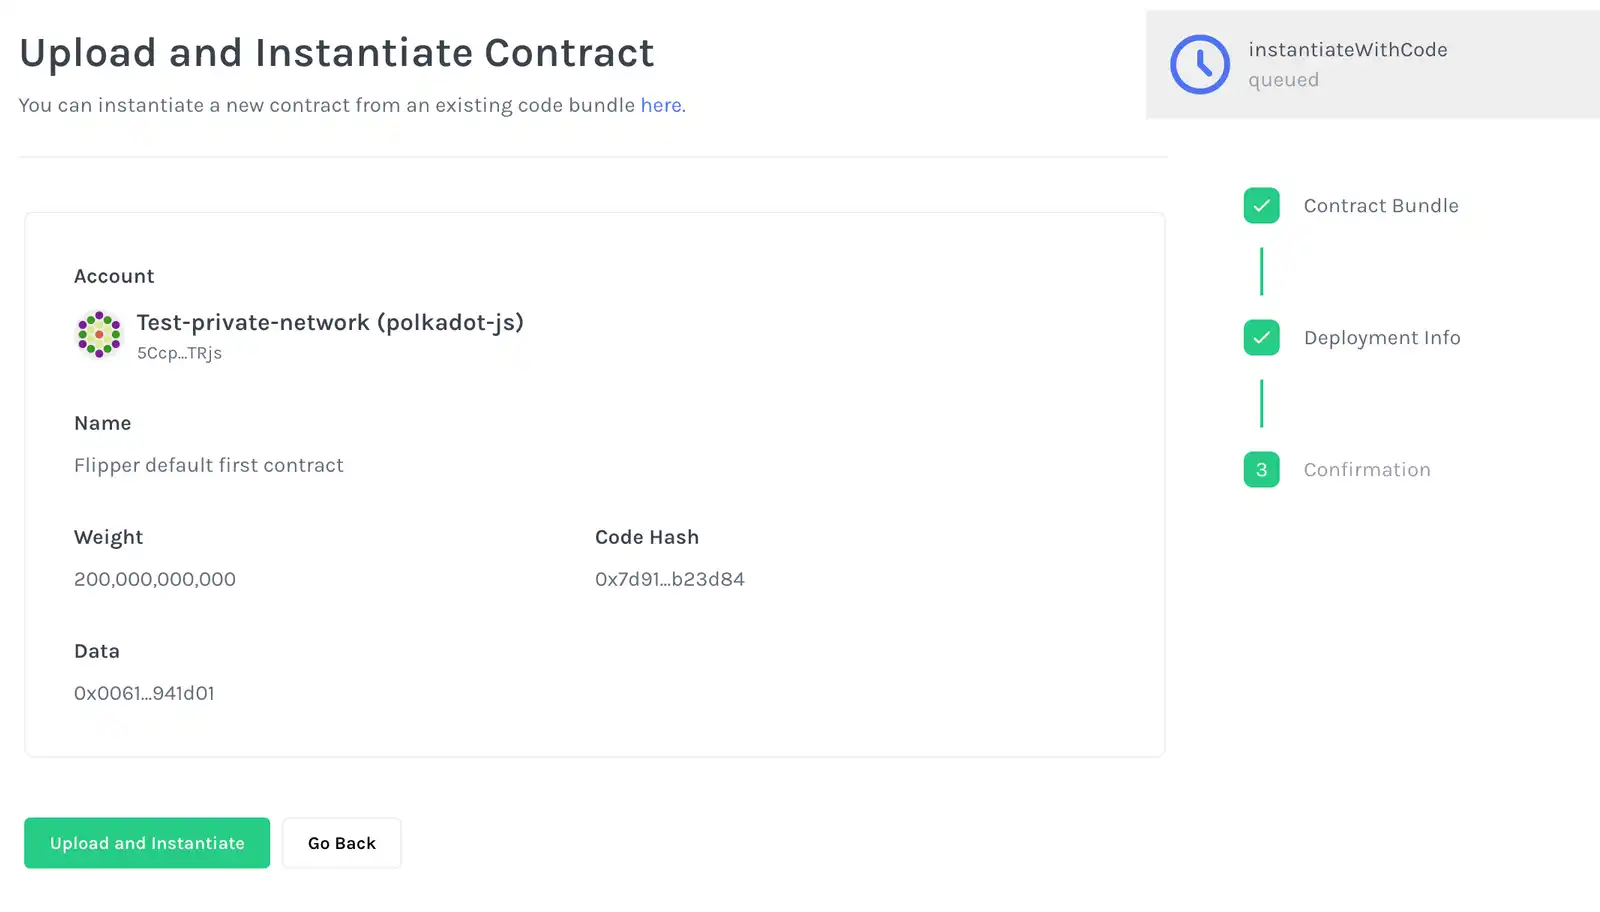 Upload and Instantiate Contract
You can instantiate a new contract from an existing code bundle here.
instantiateWithCode
queued
Contract Bundle
Deployment Info
3 Confirmation
Account
Test-private-network (polkadot-js)
5Ccp...TRjs
Name
Flipper default first contract
Weight
200,000,000,000
Code Hash
0x7d91...b23d84
Data
0x0061...941d01
Upload and Instantiate
Go Back